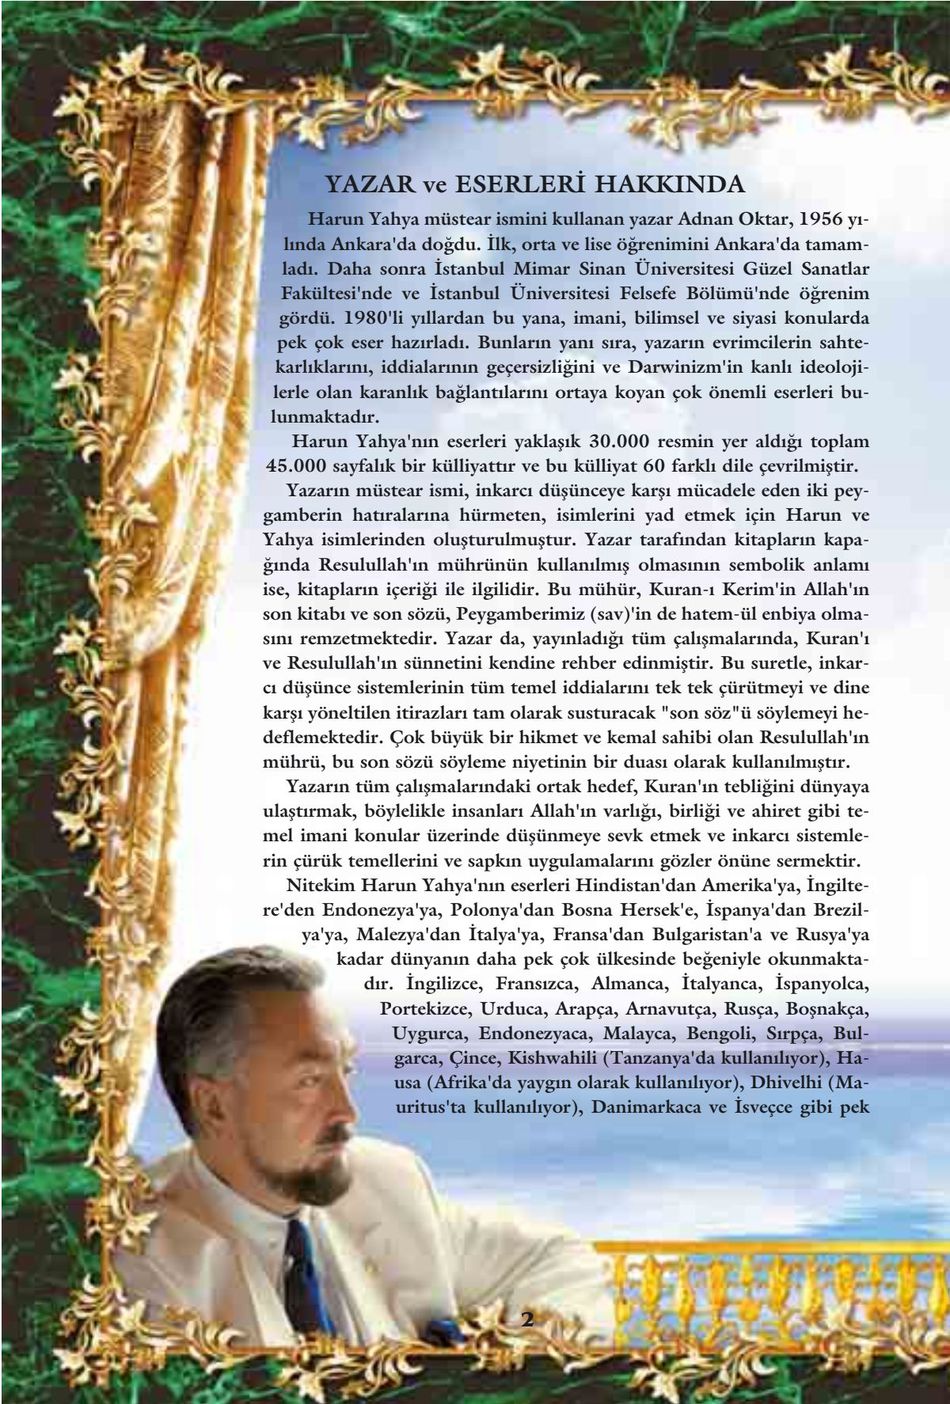 YAZAR ve ESERLERİ HAKKINDA
Harun Yahya müstear ismini kullanan yazar Adnan Oktar, 1956 yı-
lında Ankara'da doğdu. İlk, orta ve lise öğrenimini Ankara'da tamam-
ladı. Daha sonra İstanbul Mimar Sinan Üniversitesi Güzel Sanatlar
Fakültesi'nde ve İstanbul Üniversitesi Felsefe Bölümü'nde öğrenim
gördü. 1980'li yıllardan bu yana, imani, bilimsel ve siyasi konularda
pek çok eser hazırladı. Bunların yanı sıra, yazarın evrimcilerin sahte-
karlıklarını, iddialarının geçersizliğini ve Darwinizm'in kanlı ideoloji-
lerle olan karanlık bağlantılarını ortaya koyan çok önemli eserleri bu-
lunmaktadır.
Harun Yahya'nın eserleri yaklaşık 30.000 resmin yer aldığı toplam
45.000 sayfalık bir külliyattır ve bu külliyat 60 farklı dile çevrilmiştir.
Yazarın müstear ismi, inkarcı düşünceye karşı mücadele eden iki pey-
gamberin hatıralarına hürmeten, isimlerini yad etmek için Harun ve
Yahya isimlerinden oluşturulmuştur. Yazar tarafından kitapların kapa-
ğında Resulullah'ın mührünün kullanılmış olmasının sembolik anlamı
ise, kitapların içeriği ile ilgilidir. Bu mühür, Kuran-ı Kerim'in Allah'ın
son kitabı ve son sözü, Peygamberimiz (sav)'in de hatem-ül enbiya olma-
sını remzetmektedir. Yazar da, yayınladığı tüm çalışmalarında, Kuran'ı
ve Resulullah'ın sünnetini kendine rehber edinmiştir. Bu suretle, inkar-
cı düşünce sistemlerinin tüm temel iddialarını tek tek çürütmeyi ve dine
karşı yöneltilen itirazları tam olarak susturacak "son söz"ü söylemeyi he-
deflemektedir. Çok büyük bir hikmet ve kemal sahibi olan Resulullah'ın
mührü, bu son sözü söyleme niyetinin bir duası olarak kullanılmıştır.
Yazarın tüm çalışmalarındaki ortak hedef, Kuran'ın tebliğini dünyaya
ulaştırmak, böylelikle insanları Allah'ın varlığı, birliği ve ahiret gibi te-
mel imani konular üzerinde düşünmeye sevk etmek ve inkarcı sistemle-
rin çürük temellerini ve sapkın uygulamalarını gözler önüne sermektir.
Nitekim Harun Yahya'nın eserleri Hindistan'dan Amerika'ya, İngilte-
re'den Endonezya'ya, Polonya'dan Bosna Hersek'e, İspanya'dan Brezil-
ya'ya, Malezya'dan İtalya'ya, Fransa'dan Bulgaristan'a ve Rusya'ya
kadar dünyanın daha pek çok ülkesinde beğeniyle okunmakta-
dır. İngilizce, Fransızca, Almanca, İtalyanca, İspanyolca,
Portekizce, Urduca, Arapça, Arnavutça, Rusça, Boşnakça,
Uygurca, Endonezyaca, Malayca, Bengoli, Sırpça, Bul-
garca, Çince, Kishwahili (Tanzanya'da kullanılıyor), Ha-
usa (Afrika'da yaygın olarak kullanılıyor), Dhivelhi (Ma-
uritus'ta kullanılıyor), Danimarkaca ve İsveçce gibi pek
2